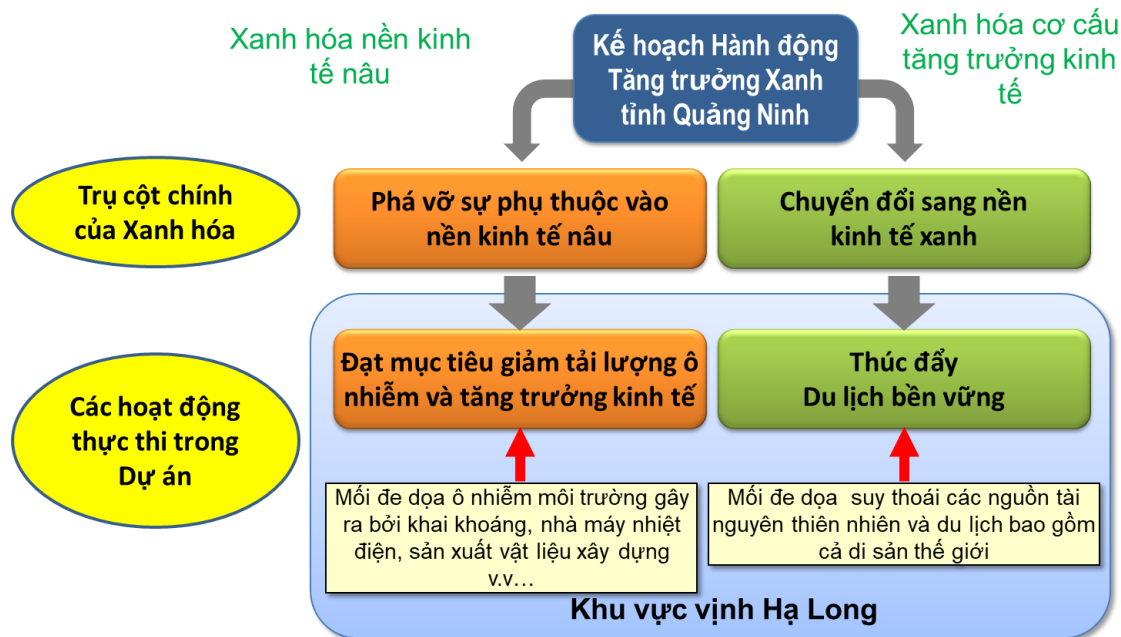 Xanh hóa nền kinh
tế nâu
Kế hoạch Hành động
Tăng trưởng Xanh
tỉnh Quảng Ninh
Xanh hóa cơ cấu
tăng trưởng kinh
tế
Trụ cột chính
của Xanh hóa
Phá vỡ sự phụ thuộc vào
nền kinh tế nâu
Chuyển đổi sang nền
kinh tế xanh
Các hoạt động
thực thi trong
Dự án
Đạt mục tiêu giảm tải lượng ô
nhiễm và tăng trưởng kinh tế
Thúc đẩy
Du lịch bền vững
Mối đe dọa ô nhiễm môi trường gây
ra bởi khai khoáng, nhà máy nhiệt
điện, sản xuất vật liệu xây dựng
v.v…
Mối đe dọa suy thoái các nguồn tài
nguyên thiên nhiên và du lịch bao gồm
cả di sản thế giới
Khu vực vịnh Hạ Long